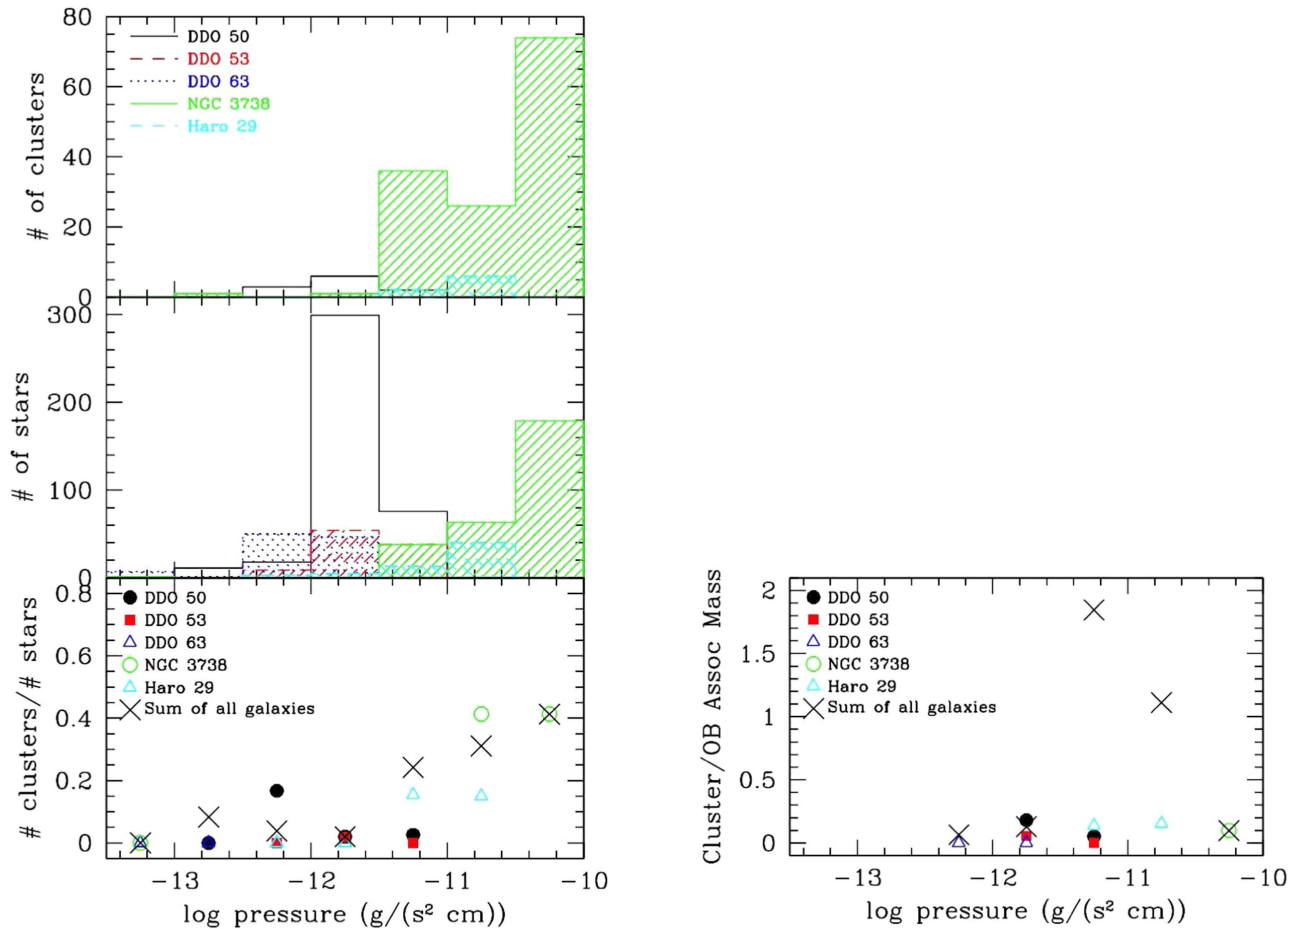 80
60
40
20
0
# of clusters
DDO 50
DDO 53
DDO 63
NGC 3738
Haro 29
300
200
100
0
# of stars
0.8
0.6
0.4
0.2
0
# clusters/# stars
DDO 50
DDO 53
DDO 63
NGC 3738
Haro 29
Sum of all galaxies
-13
-12
-11
-10
log pressure (g/(s² cm))
2
1.5
1
0.5
0
Cluster/OB Assoc Mass
DDO 50
DDO 53
DDO 63
NGC 3738
Haro 29
Sum of all galaxies
-13
-12
-11
-10
log pressure (g/(s² cm))